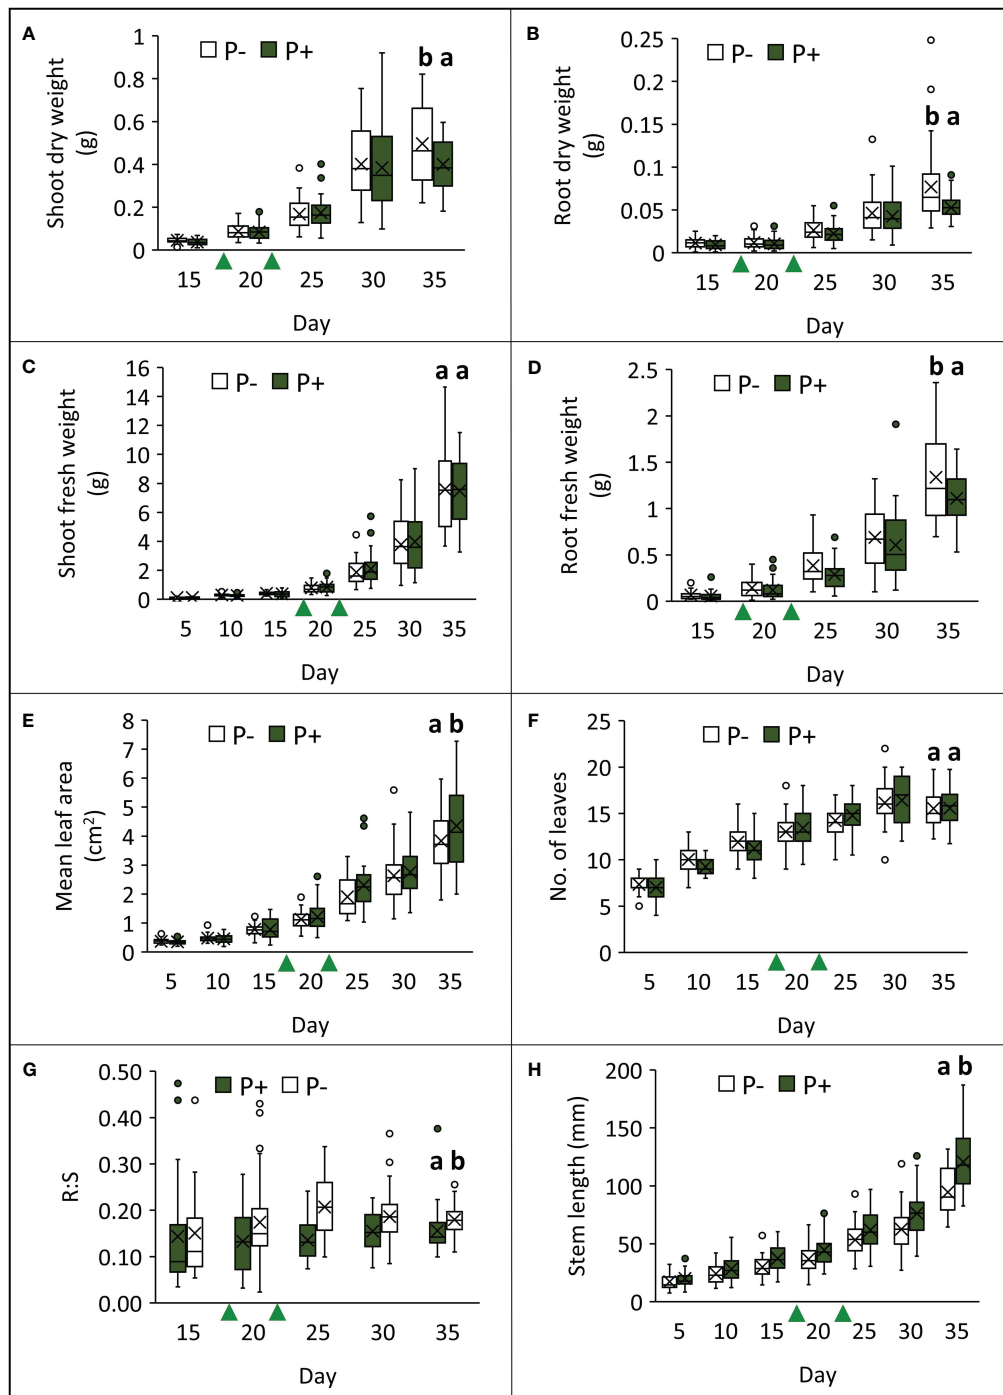 A
Shoot dry weight
(g)
P- P+
b a
1
0.8
0.6
0.4
0.2
0
15 20 25 30 35
Day
B
Root dry weight
(g)
P- P+
b a
0.25
0.2
0.15
0.1
0.05
0
15 20 25 30 35
Day
C
Shoot fresh weight
(g)
P- P+
a a
16
14
12
10
8
6
4
2
0
5 10 15 20 25 30 35
Day
D
Root fresh weight
(g)
P- P+
b a
2.5
2
1.5
1
0.5
0
15 20 25 30 35
Day
E
Mean leaf area
(cm²)
P- P+
a b
8
7
6
5
4
3
2
1
0
5 10 15 20 25 30 35
Day
F
No. of leaves
P- P+
a a
25
20
15
10
5
0
5 10 15 20 25 30 35
Day
G
R:S
P+ P-
a b
0.50
0.40
0.30
0.20
0.10
0.00
15 20 25 30 35
Day
H
Stem length (mm)
P- P+
a b
200
150
100
50
0
5 10 15 20 25 30 35
Day